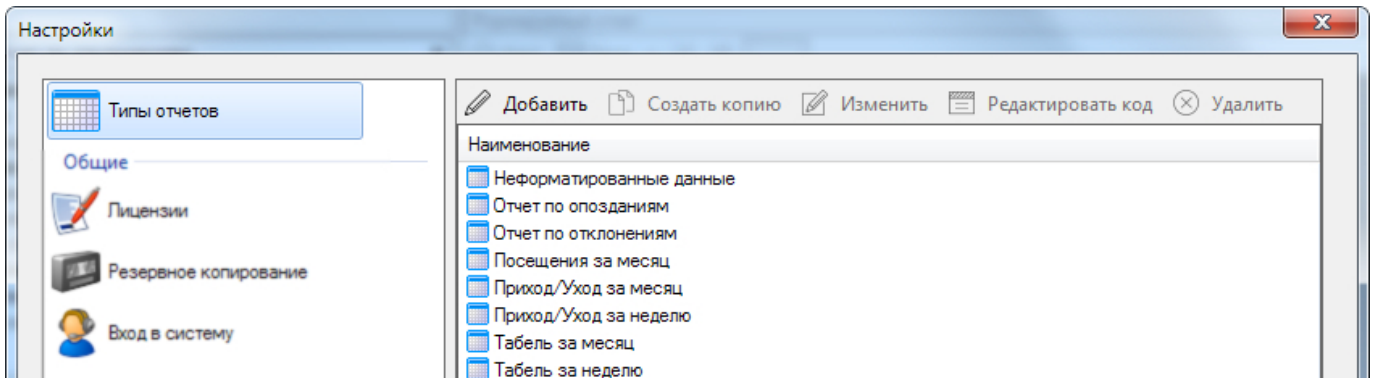 Настройки
Типы отчетов
Общие
Лицензии
Резервное копирование
Вход в систему
Добавить Создать копию Изменить Редактировать код Удалить
Наименование
Неформатированные данные
Отчет по опозданиям
Отчет по отклонениям
Посещения за месяц
Приход/Уход за месяц
Приход/Уход за неделю
Табель за месяц
Табель за неделю